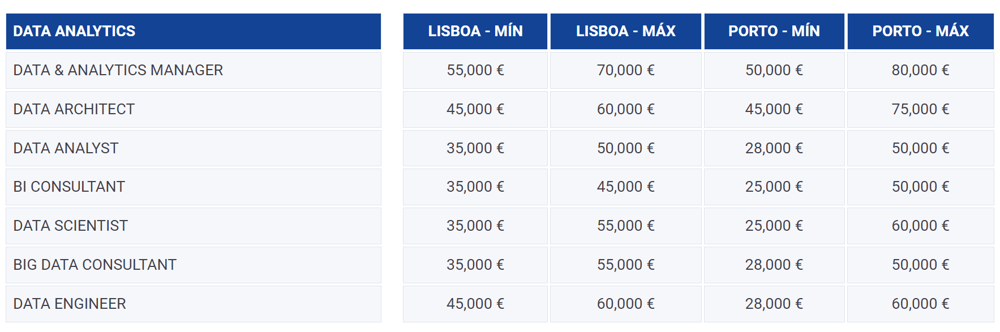 DATA ANALYTICS LISBOA - MÍN LISBOA - MÁX PORTO - MÍN PORTO - MÁX
DATA & ANALYTICS MANAGER 55,000 € 70,000 € 50,000 € 80,000 €
DATA ARCHITECT 45,000 € 60,000 € 45,000 € 75,000 €
DATA ANALYST 35,000 € 50,000 € 28,000 € 50,000 €
BI CONSULTANT 35,000 € 45,000 € 25,000 € 50,000 €
DATA SCIENTIST 35,000 € 55,000 € 25,000 € 60,000 €
BIG DATA CONSULTANT 35,000 € 55,000 € 28,000 € 50,000 €
DATA ENGINEER 45,000 € 60,000 € 28,000 € 60,000 €